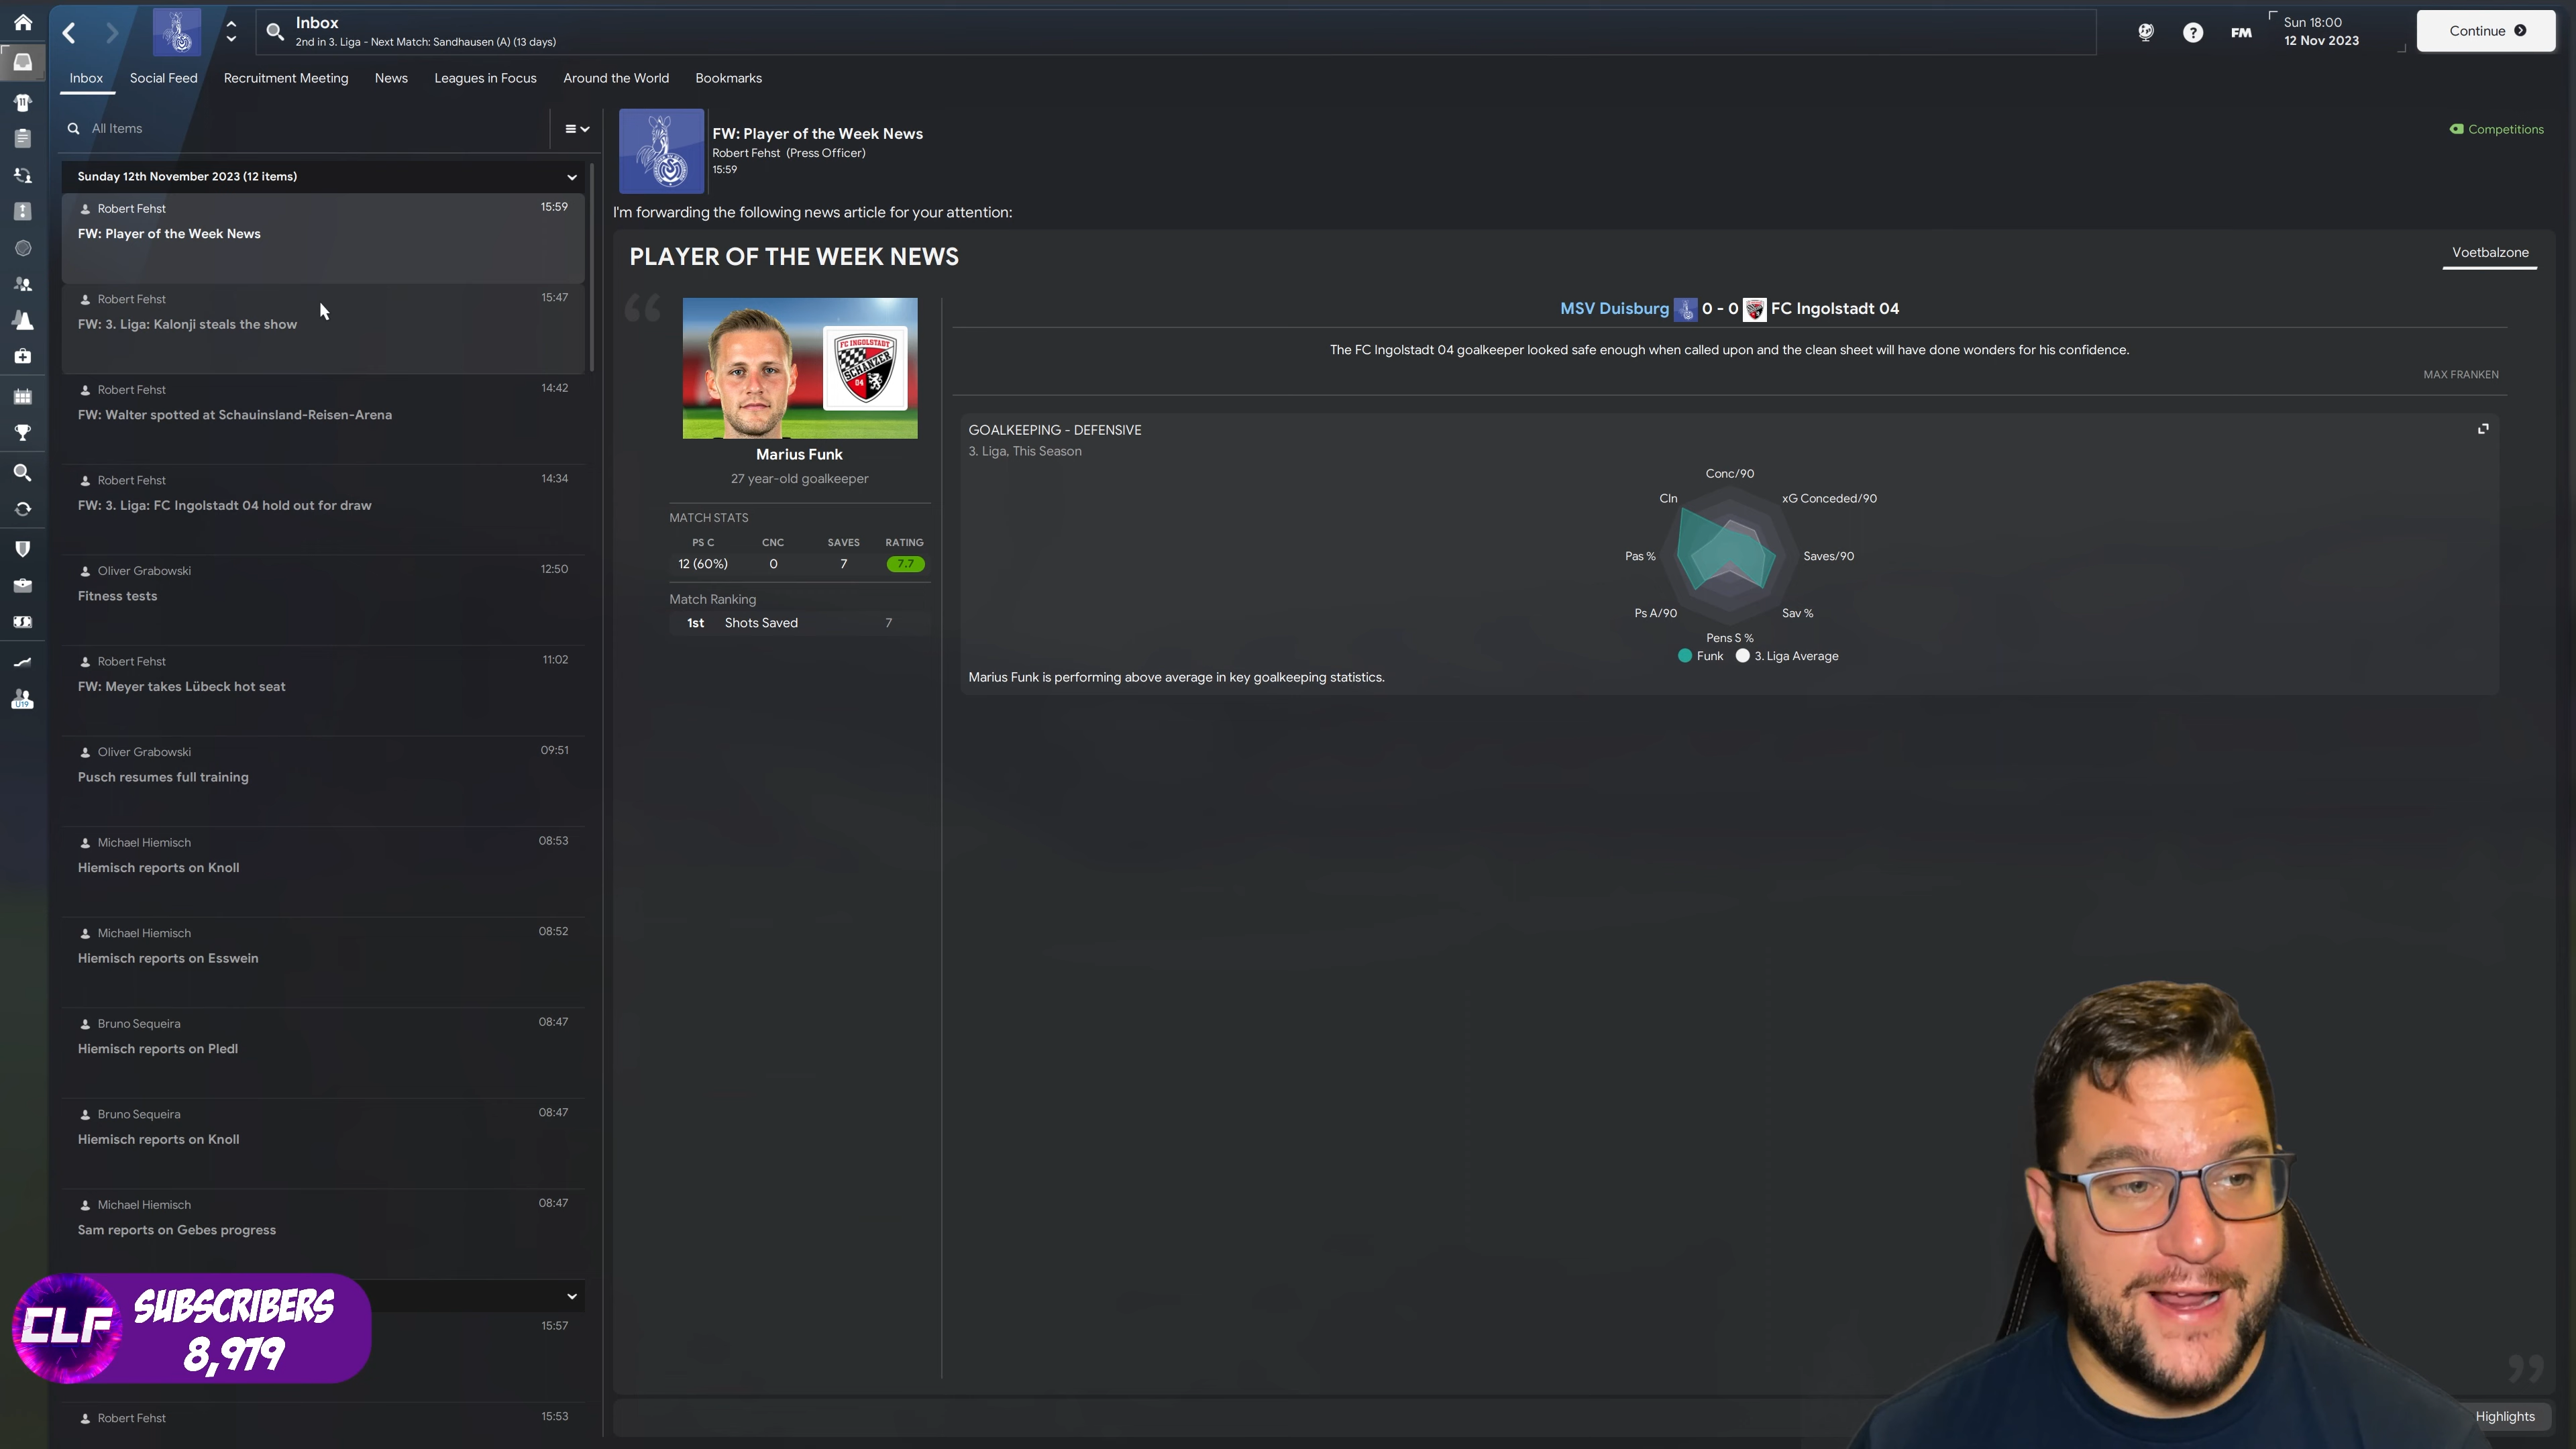 Inbox
2nd in 3. Liga - Next Match: Sandhausen (A) (13 days)
FM
Sun 18:00
12 Nov 2023
Continue
Inbox
Social Feed
Recruitment Meeting
News
Leagues in Focus
Around the World
Bookmarks
All Items
Sunday 12th November 2023 (12 items)
Robert Fehst
15:59
FW: Player of the Week News
Robert Fehst
15:47
FW: 3. Liga: Kalonji steals the show
Robert Fehst
14:42
FW: Walter spotted at Schauinsland-Reisen-Arena
Robert Fehst
14:34
FW: 3. Liga: FC Ingolstadt 04 hold out for draw
Oliver Grabowski
12:50
Fitness tests
Robert Fehst
11:02
FW: Meyer takes Lübeck hot seat
Oliver Grabowski
09:51
Pusch resumes full training
Michael Hiemisch
08:53
Hiemisch reports on Knoll
Michael Hiemisch
08:52
Hiemisch reports on Esswein
Bruno Sequeira
08:47
Hiemisch reports on Pledl
Bruno Sequeira
08:47
Hiemisch reports on Knoll
Michael Hiemisch
08:47
Sam reports on Gebes progress
15:57
Robert Fehst
15:53
U19
CLF
SUBSCRIBERS
8,979
FW: Player of the Week News
Robert Fehst (Press Officer)
15:59
Competitions
I'm forwarding the following news article for your attention:
PLAYER OF THE WEEK NEWS
Voetbalzone
FC INGOLSTADT
SCHANZER
04
Marius Funk
27 year-old goalkeeper
MATCH STATS
PS C CNC SAVES RATING
12 (60%) 0 7 7.7
Match Ranking
1st Shots Saved 7
MSV Duisburg 0 - 0 FC Ingolstadt 04
The FC Ingolstadt 04 goalkeeper looked safe enough when called upon and the clean sheet will have done wonders for his confidence.
MAX FRANKEN
GOALKEEPING - DEFENSIVE
3. Liga, This Season
Conc/90
Cln
xG Conceded/90
Pas %
Saves/90
Ps A/90
Sav %
Pens S %
Funk
3. Liga Average
Marius Funk is performing above average in key goalkeeping statistics.
Highlights